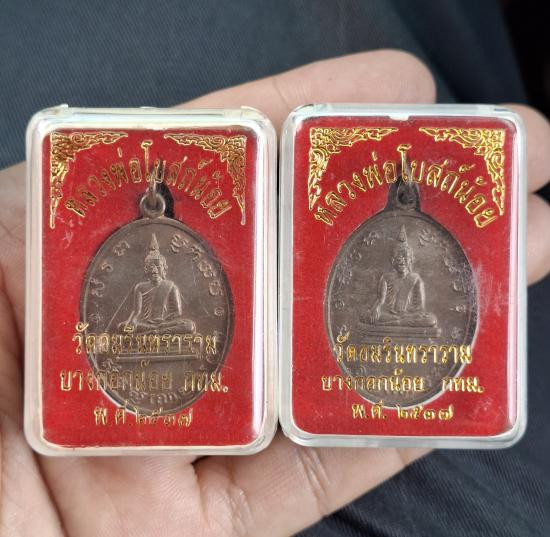 หลวงพ่อโบสถ์น้อย
วัดอมรินทราราม
บางกอกน้อย กทม.
พ.ศ. ๒๕๓๗
หลวงพ่อโบสถ์น้อย
วัดอมรินทราราม
บางกอกน้อย กทม.
พ.ศ. ๒๕๓๗